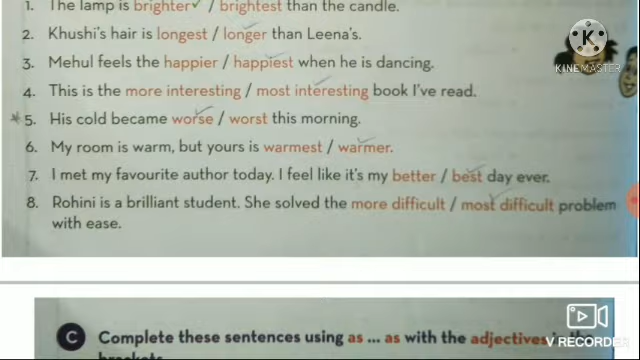 1. The lamp is brighter / brightest than the candle.
2. Khushi's hair is longest / longer than Leena's.
3. Mehul feels the happier / happiest when he is dancing.
4. This is the more interesting / most interesting book I've read.
*5. His cold became worse / worst this morning.
6. My room is warm, but yours is warmest / warmer.
7. I met my favourite author today. I feel like it's my better / best day ever.
8. Rohini is a brilliant student. She solved the more difficult / most difficult problem
with ease.
C Complete these sentences using as ... as with the adjectives in the
brackets
K
KINEMASTER
V RECORDER